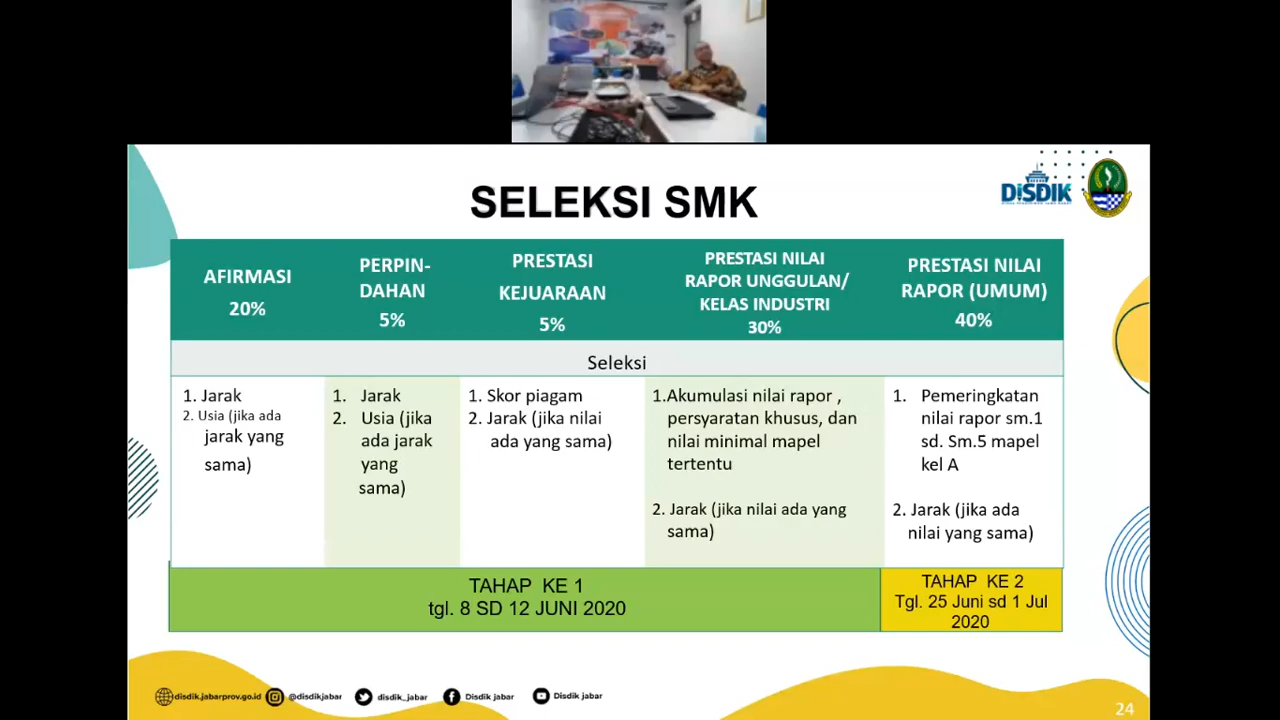 SELEKSI SMK
DISDIK
AFIRMASI
20%
PERPIN-
DAHAN
5%
PRESTASI
KEJUARAAN
5%
PRESTASI NILAI
RAPOR UNGGULAN/
KELAS INDUSTRI
30%
PRESTASI NILAI
RAPOR (UMUM)
40%
Seleksi
1. Jarak
2. Usia (jika ada
jarak yang
sama)
1. Jarak
2. Usia (jika
ada jarak
yang
sama)
1. Skor piagam
2. Jarak (jika nilai
ada yang sama)
1.Akumulasi nilai rapor ,
persyaratan khusus, dan
nilai minimal mapel
tertentu
2. Jarak (jika nilai ada yang
sama)
1. Pemeringkatan
nilai rapor sm.1
sd. Sm.5 mapel
kel A
2. Jarak (jika ada
nilai yang sama)
TAHAP KE 1
tgl. 8 SD 12 JUNI 2020
TAHAP KE 2
Tgl. 25 Juni sd 1 Jul
2020
disdik.jabarprov.go.id
@disdikjabar
disdik_jabar
Disdik jabar
Disdik jabar
24